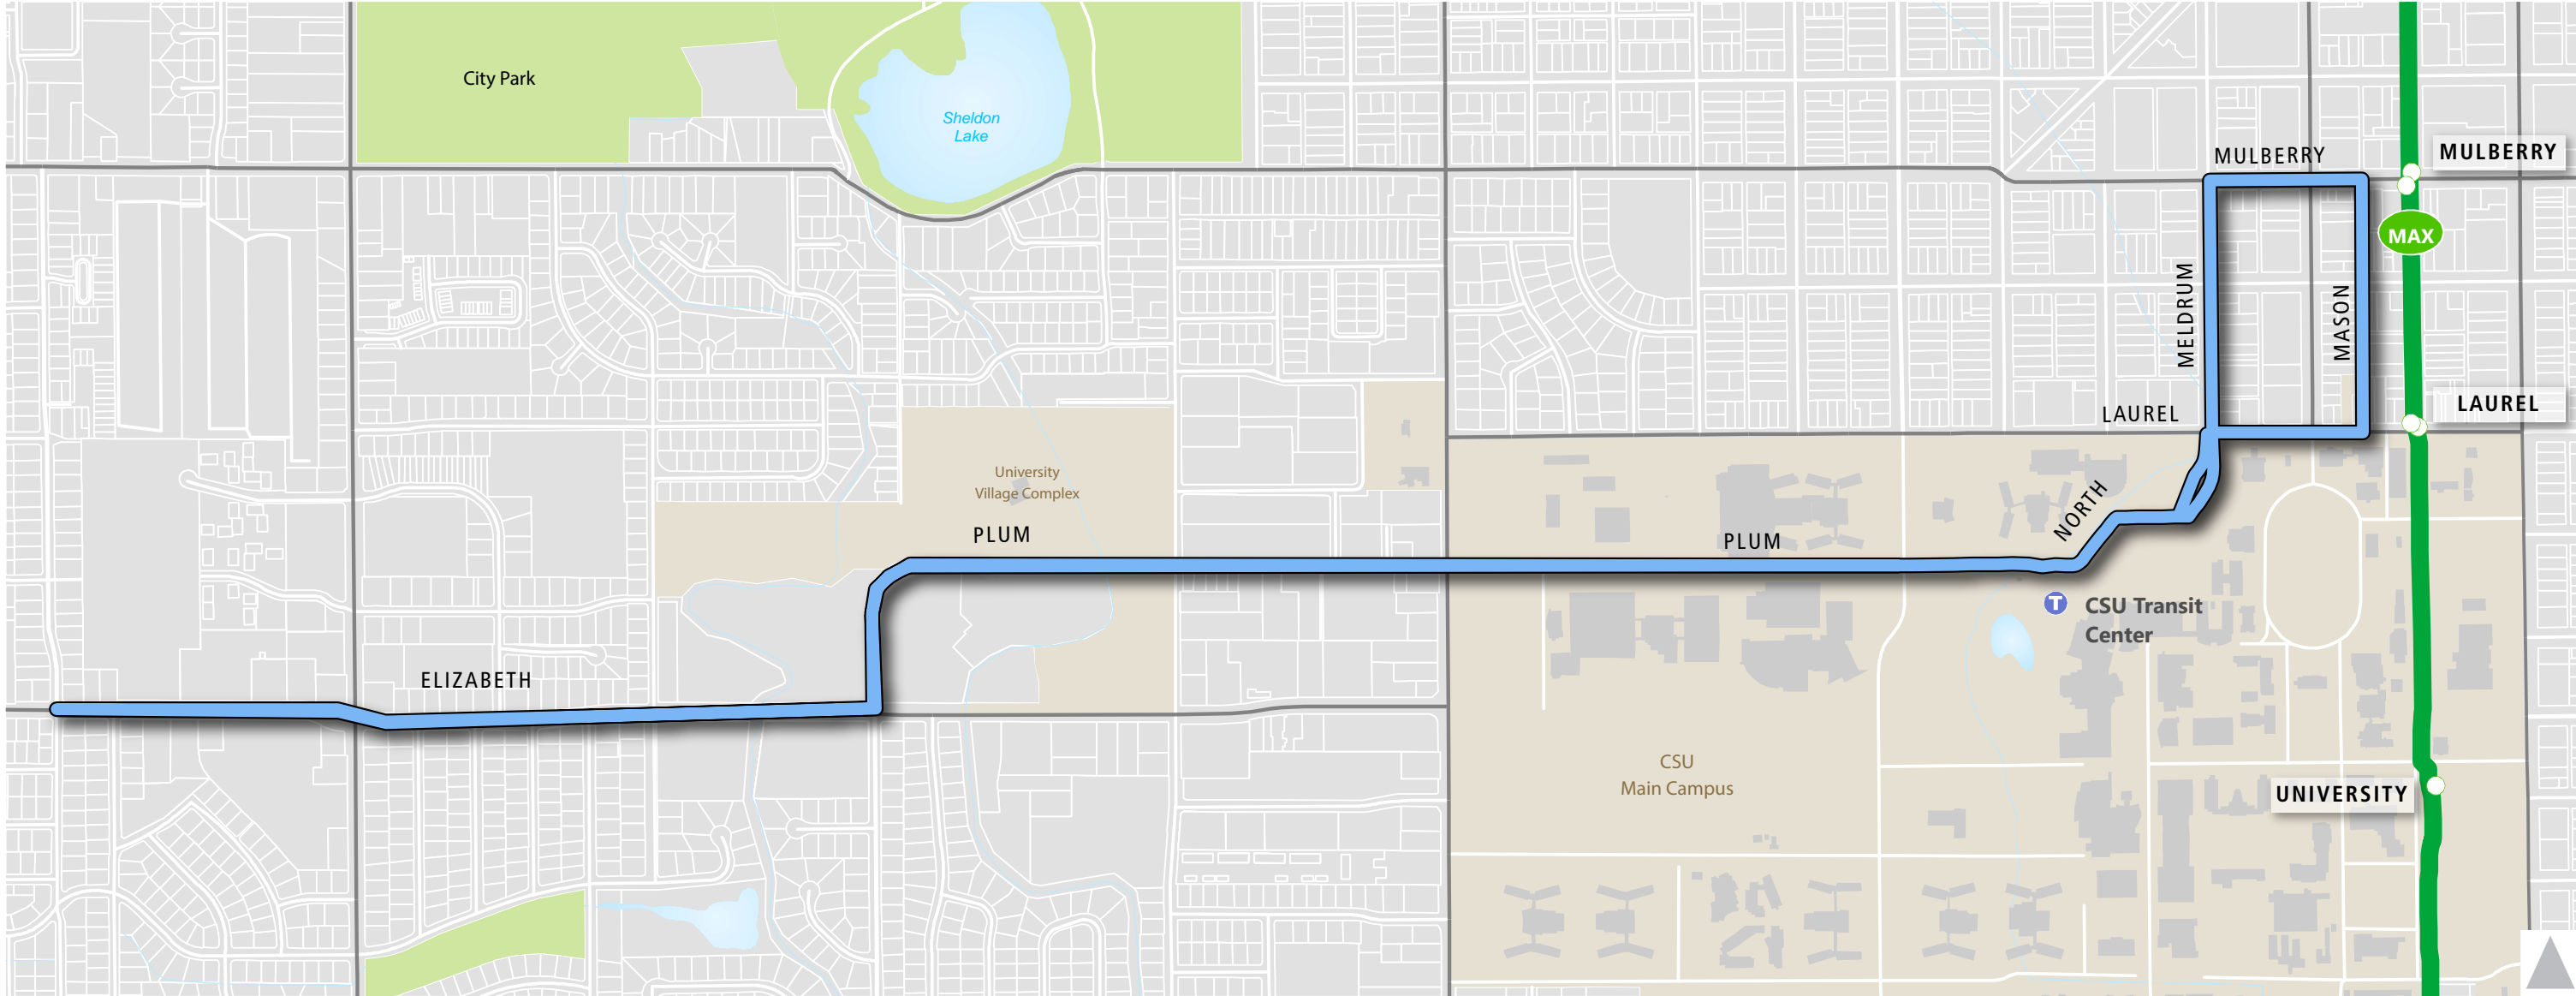 City Park
Sheldon
Lake
MULBERRY
MULBERRY
MAX
MELDRUM
MASON
LAUREL
LAUREL
University
Village Complex
NORTH
PLUM
PLUM
T
CSU Transit
Center
ELIZABETH
CSU
Main Campus
UNIVERSITY